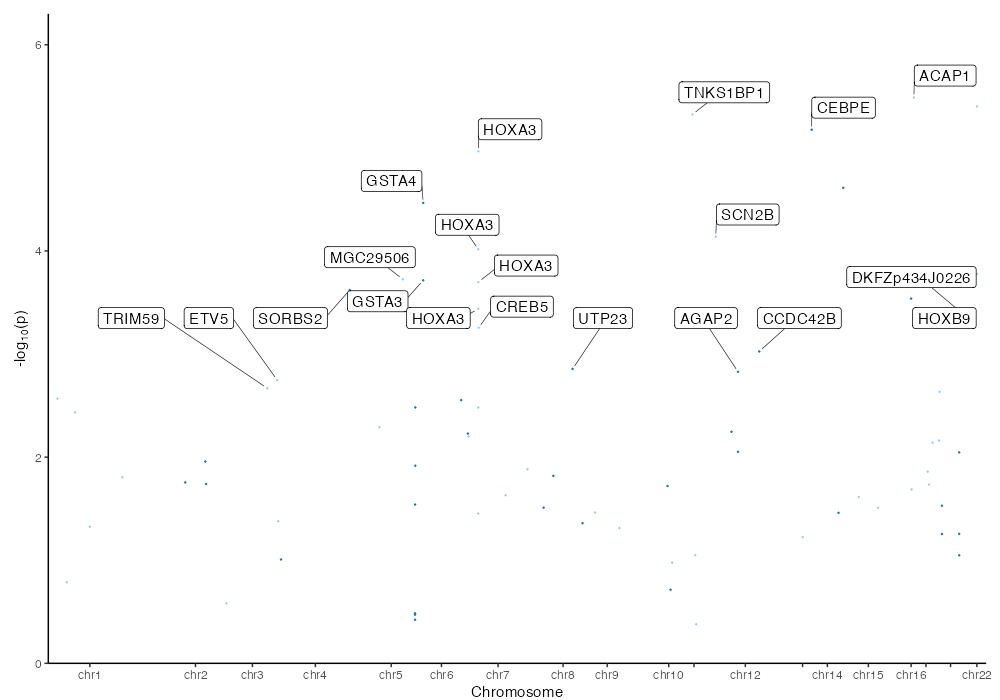 6
ACAP1
TNKS1BP1
CEBPE
HOXA3
GSTA4
SCN2B
HOXA3
4
MGC29506
HOXA3
DKFZp434J0226
GSTA3
CREB5
TRIM59 ETV5 SORBS2 HOXA3 UTP23 AGAP2 CCDC42B HOXB9
-log10(p)
2
0
chr1 chr2 chr3 chr4 chr5 chr6 chr7 chr8 chr9 chr10 chr12 chr14 chr15 chr16 chr22
Chromosome